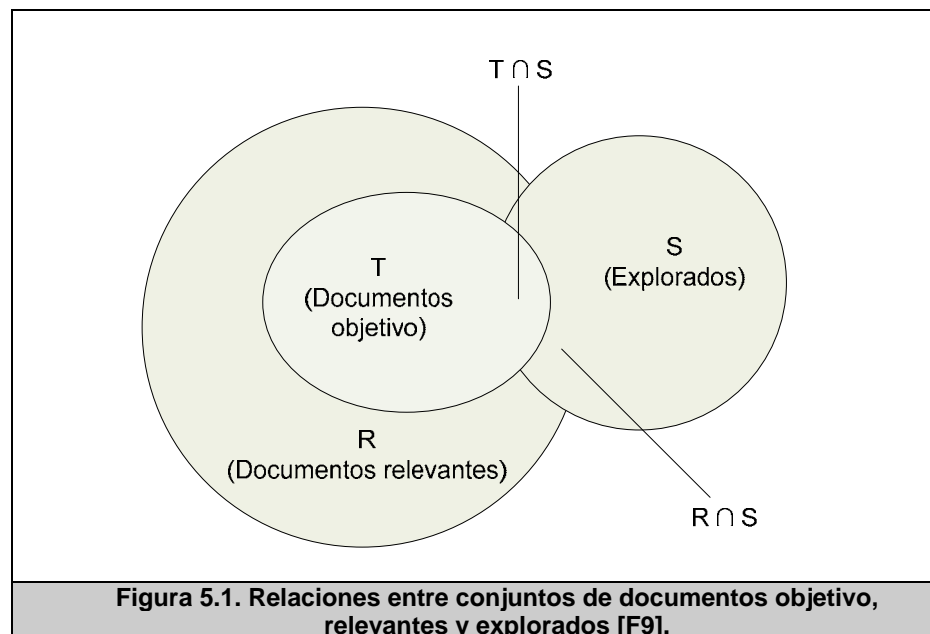 T ∩ S
S
(Explorados)
T
(Documentos
objetivo)
R
(Documentos relevantes)
R ∩ S
Figura 5.1. Relaciones entre conjuntos de documentos objetivo,
relevantes y explorados [F9].